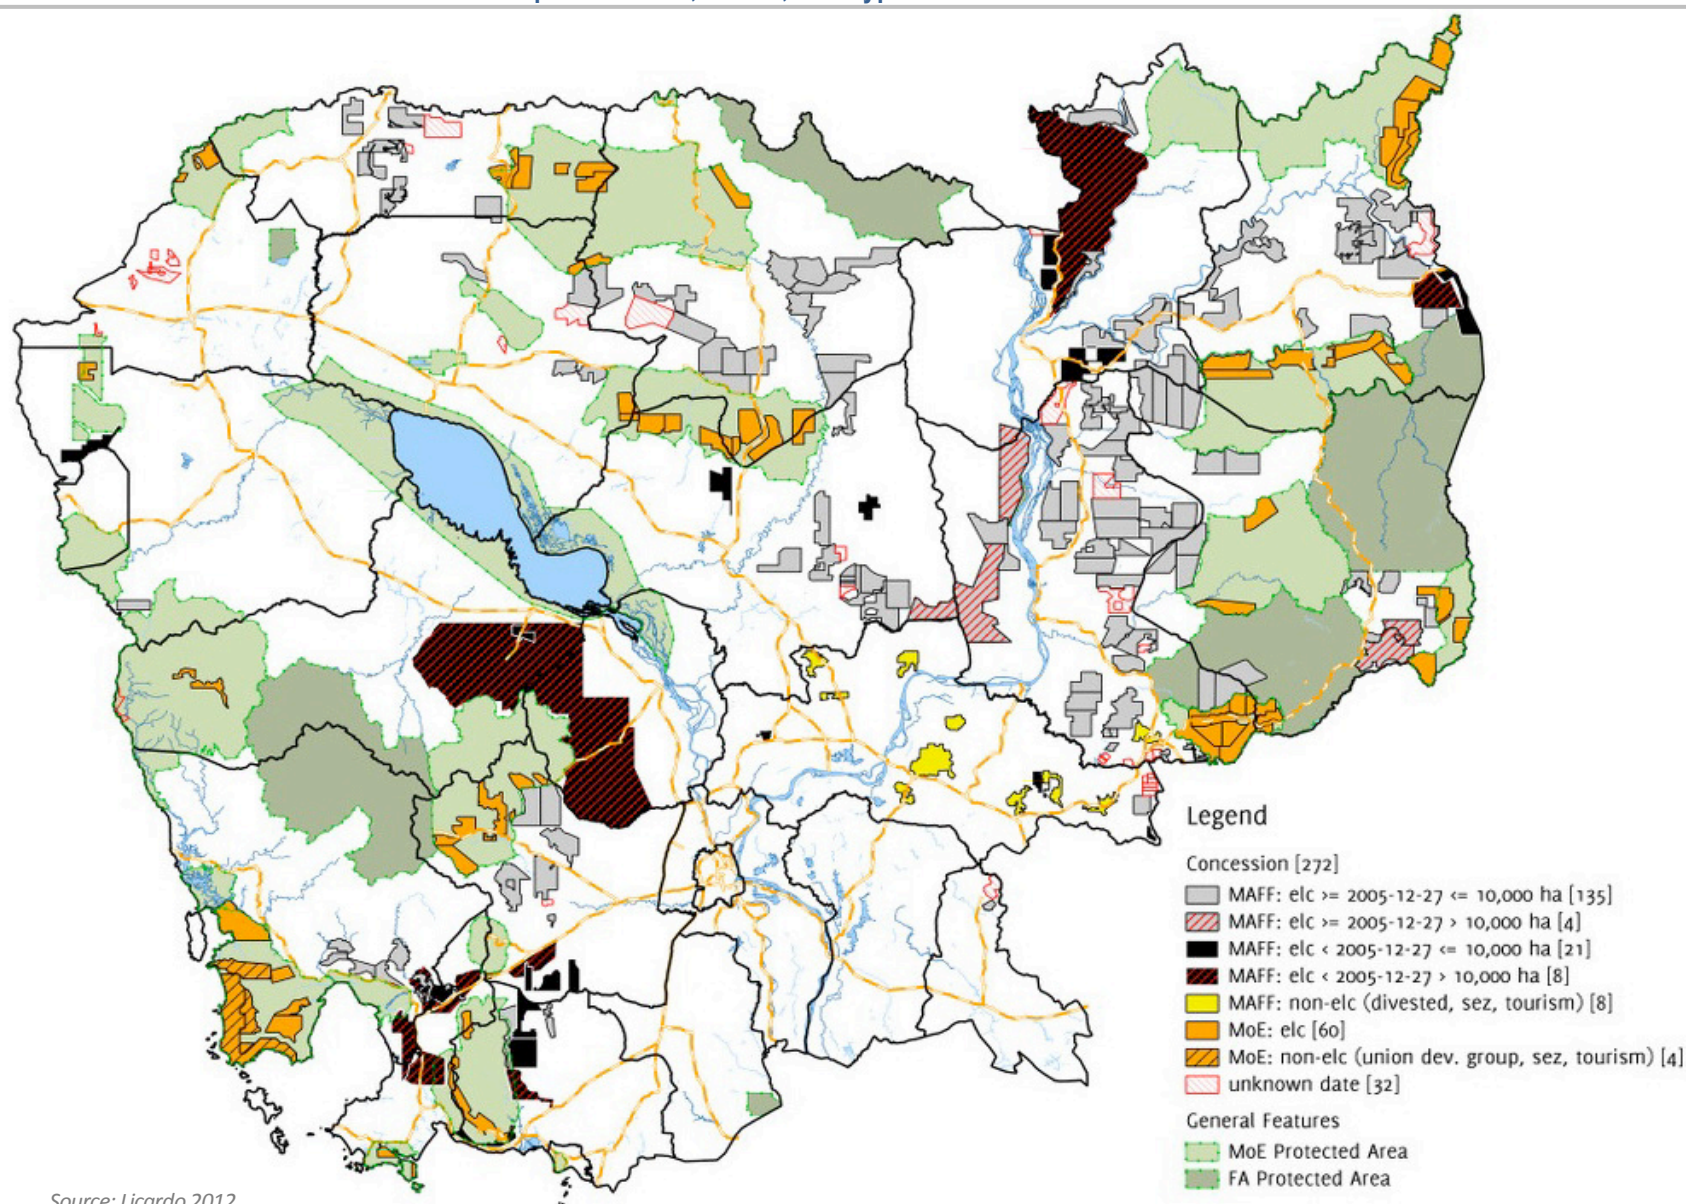 Legend
Concession [272]
MAFF: elc >= 2005-12-27 <= 10,000 ha [135]
MAFF: elc >= 2005-12-27 > 10,000 ha [4]
MAFF: elc < 2005-12-27 <= 10,000 ha [21]
MAFF: elc < 2005-12-27 > 10,000 ha [8]
MAFF: non-elc (divested, sez, tourism) [8]
MoE: elc [60]
MoE: non-elc (union dev. group, sez, tourism) [4]
unknown date [32]
General Features
MoE Protected Area
FA Protected Area
Source: Licardo 2012